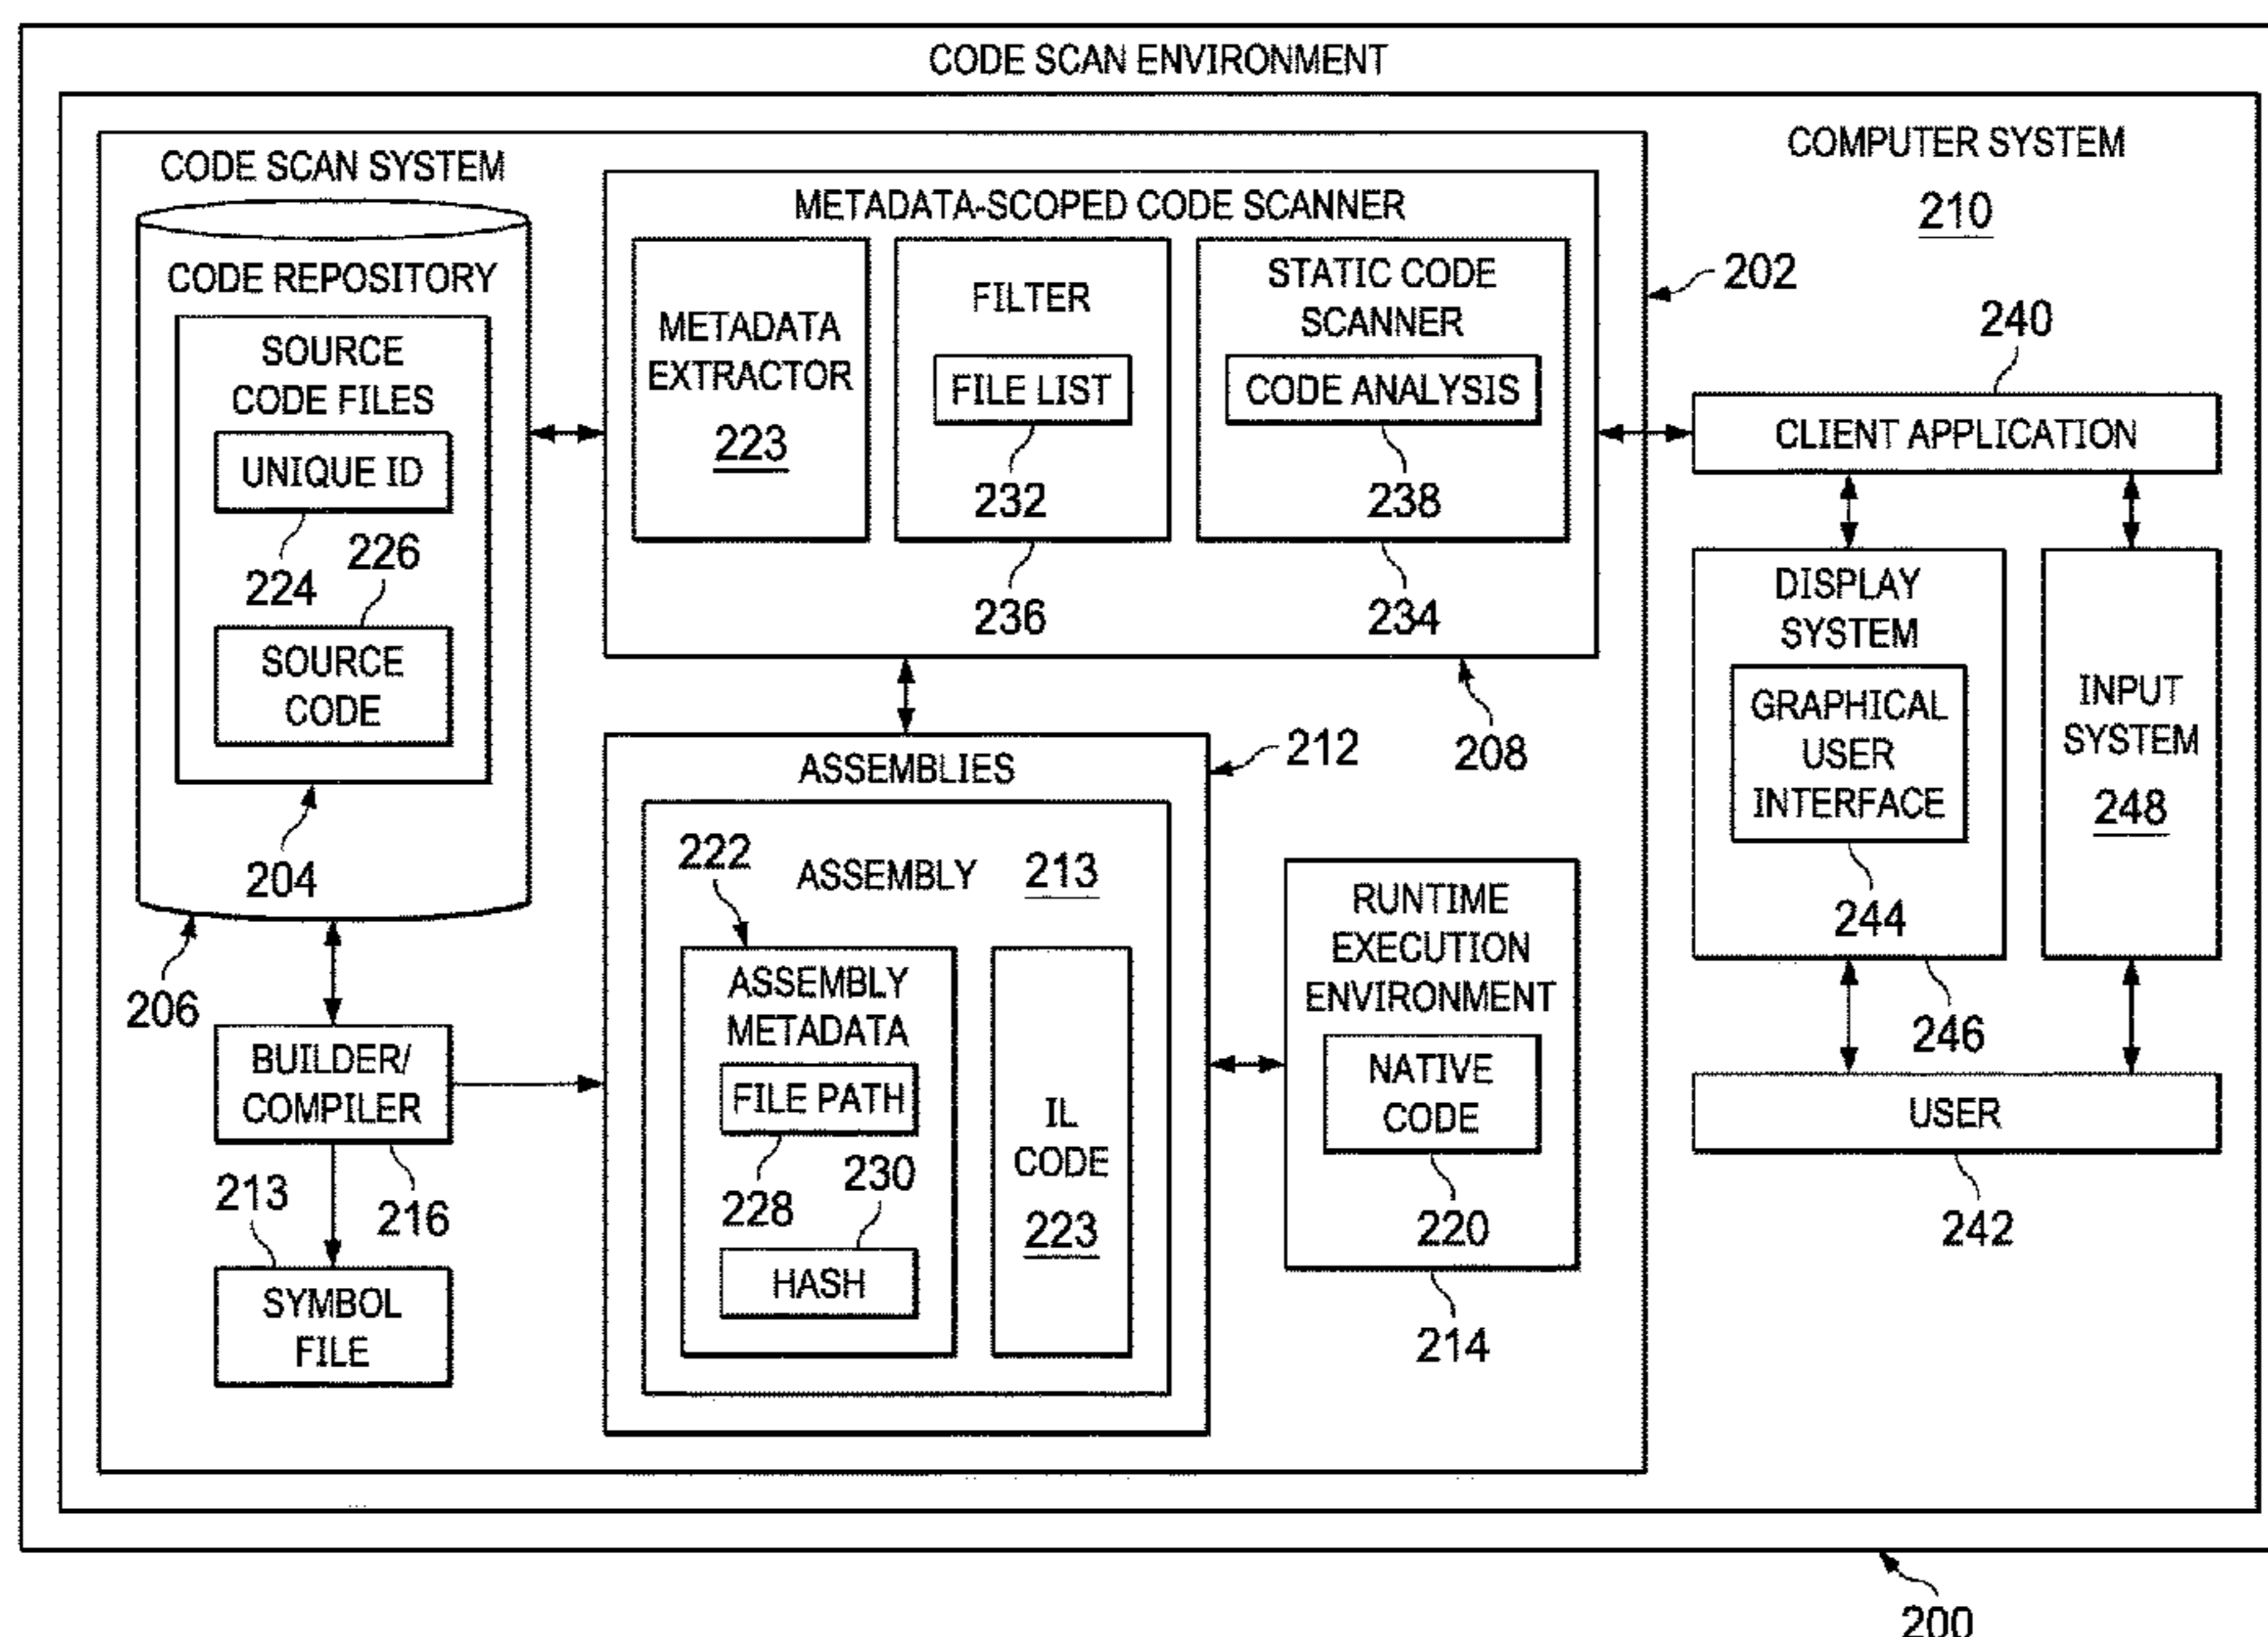 CODE SCAN ENVIRONMENT
CODE SCAN SYSTEM
CODE REPOSITORY
SOURCE
CODE FILES
UNIQUE ID
224
226
SOURCE
CODE
204
206
BUILDER/
COMPILER
213
216
SYMBOL
FILE
METADATA-SCOPED CODE SCANNER
METADATA
EXTRACTOR
223
FILTER
FILE LIST
232
236
STATIC CODE
SCANNER
CODE ANALYSIS
238
234
208
202
ASSEMBLIES
212
222
ASSEMBLY 213
ASSEMBLY
METADATA
FILE PATH
228
230
HASH
IL
CODE
223
RUNTIME
EXECUTION
ENVIRONMENT
NATIVE
CODE
220
214
COMPUTER SYSTEM
210
240
CLIENT APPLICATION
DISPLAY
SYSTEM
GRAPHICAL
USER
INTERFACE
244
246
INPUT
SYSTEM
248
USER
242
200